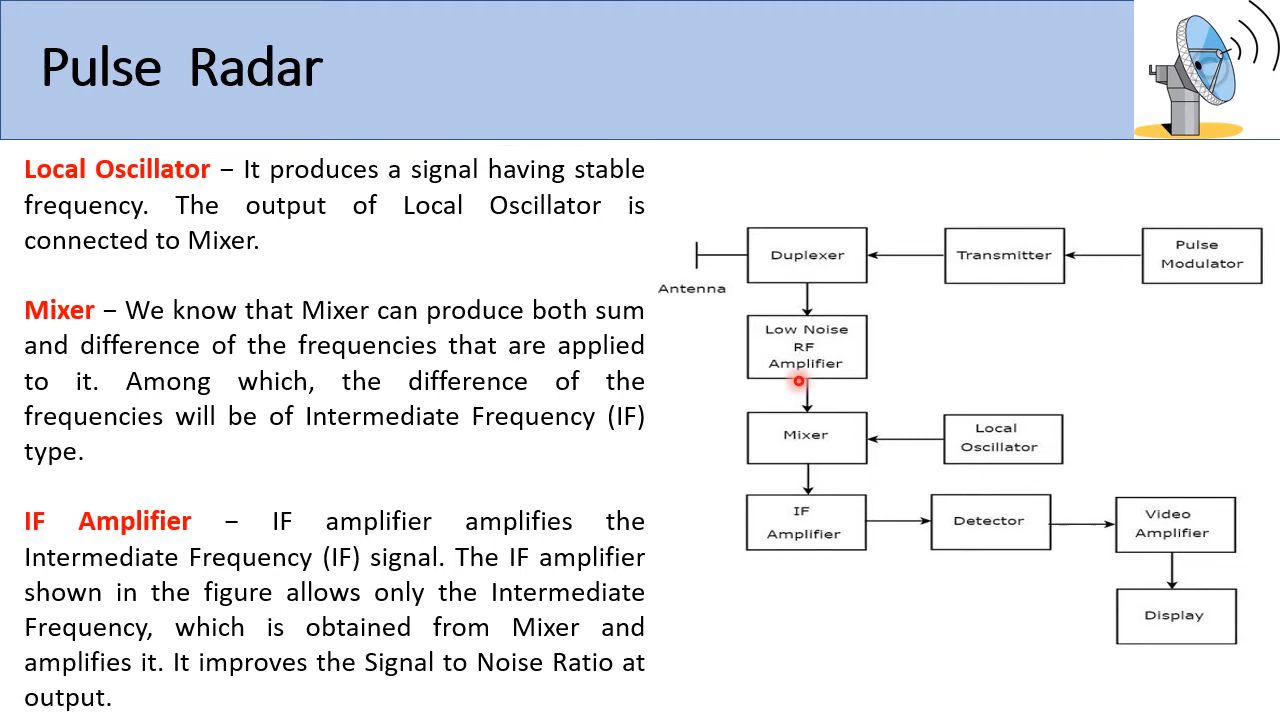 Pulse Radar
Local Oscillator – It produces a signal having stable
frequency. The output of Local Oscillator is
connected to Mixer.
Mixer – We know that Mixer can produce both sum
and difference of the frequencies that are applied
to it. Among which, the difference of the
frequencies will be of Intermediate Frequency (IF)
type.
IF Amplifier – IF amplifier amplifies the
Intermediate Frequency (IF) signal. The IF amplifier
shown in the figure allows only the Intermediate
Frequency, which is obtained from Mixer and
amplifies it. It improves the Signal to Noise Ratio at
output.
Antenna
Duplexer
Transmitter
Pulse
Modulator
Low Noise
RF
Amplifier
Mixer
Local
Oscillator
IF
Amplifier
Detector
Video
Amplifier
Display